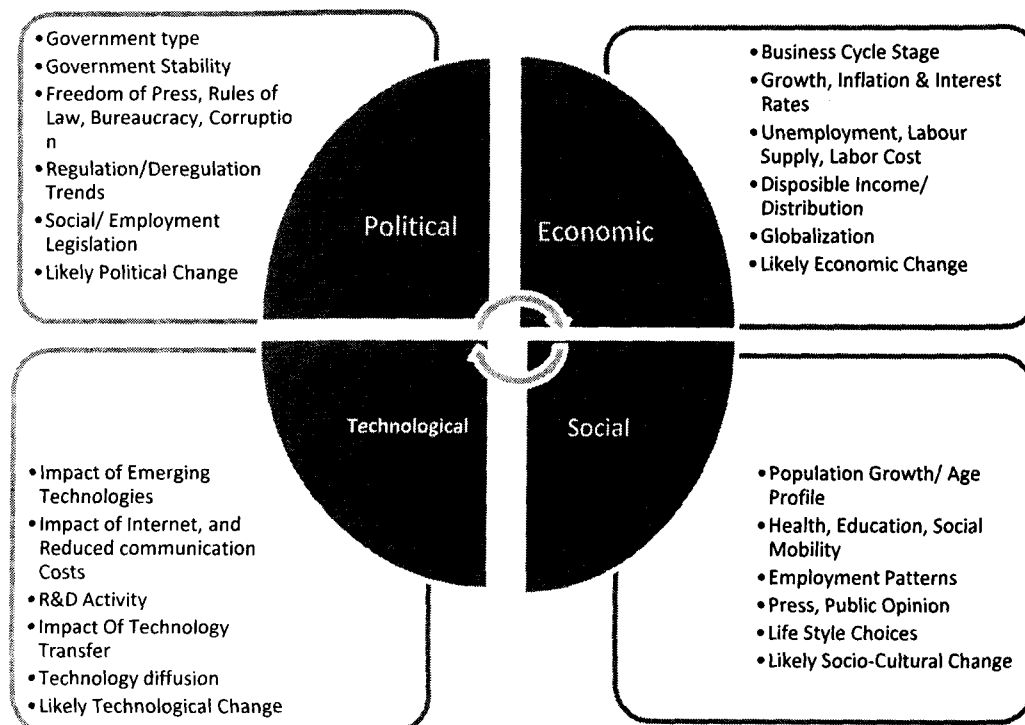 • Government type
• Government Stability
• Freedom of Press, Rules of
Law, Bureaucracy, Corruptio
n
• Regulation/Deregulation
Trends
• Social/ Employment
Legislation
• Likely Political Change
Political
Economic
• Business Cycle Stage
• Growth, Inflation & Interest
Rates
• Unemployment, Labour
Supply, Labor Cost
• Disposible Income/
Distribution
• Globalization
• Likely Economic Change
Technological
Social
• Impact of Emerging
Technologies
• Impact of Internet, and
Reduced communication
Costs
• R&D Activity
• Impact Of Technology
Transfer
• Technology diffusion
• Likely Technological Change
• Population Growth/ Age
Profile
• Health, Education, Social
Mobility
• Employment Patterns
• Press, Public Opinion
• Life Style Choices
• Likely Socio-Cultural Change